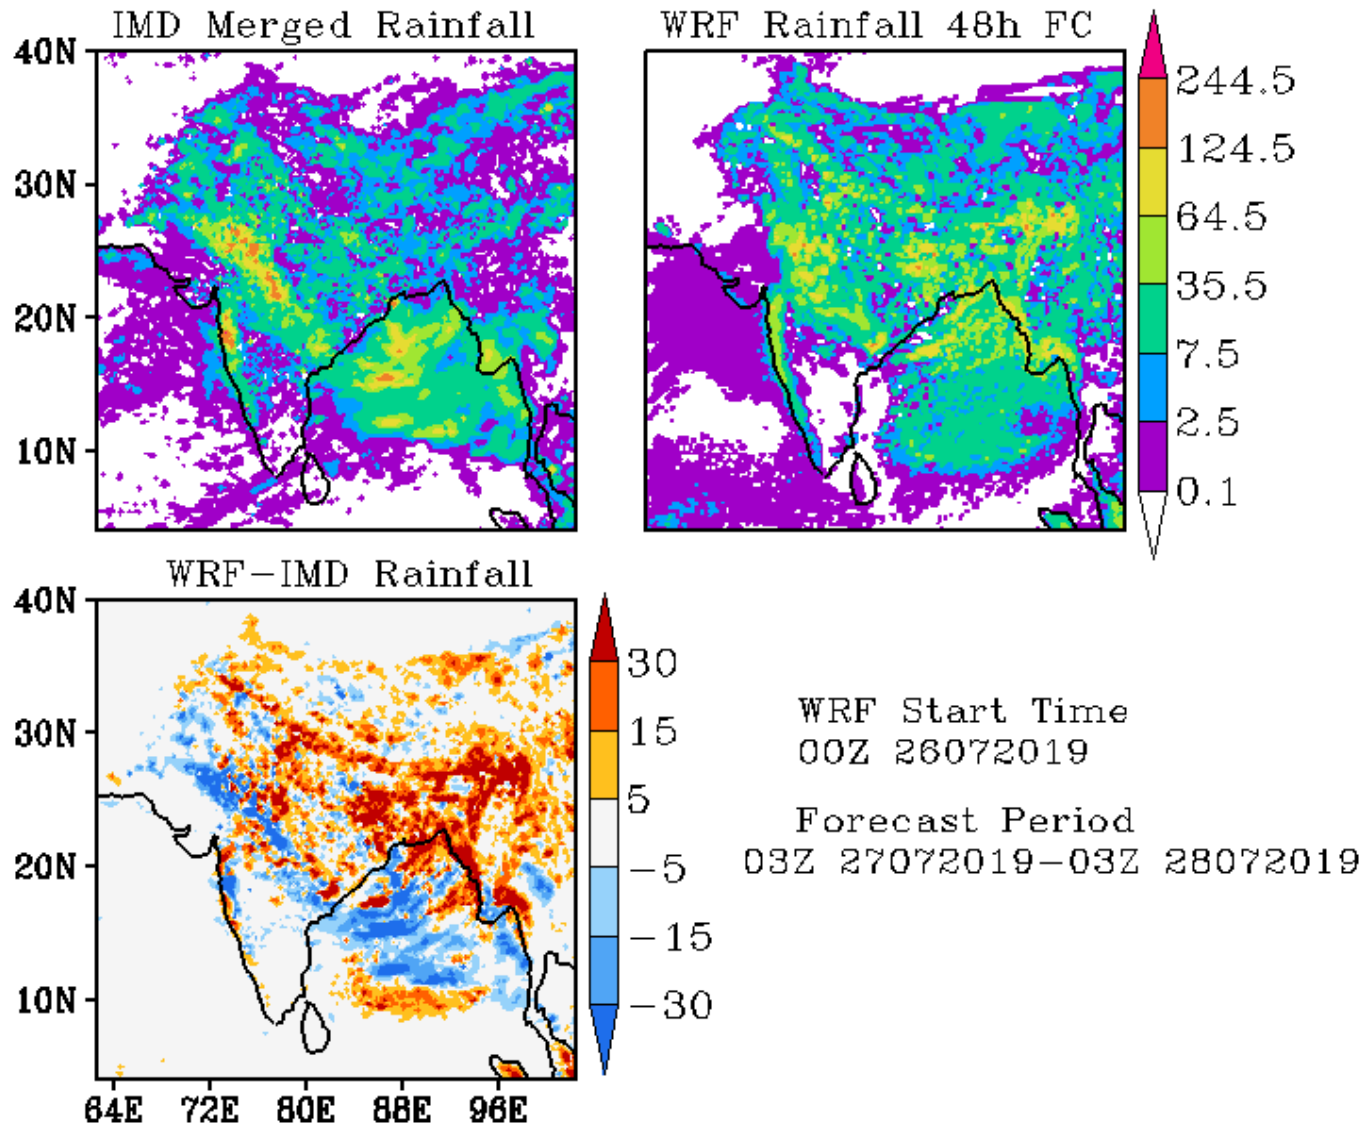 IMD Merged Rainfall
WRF Rainfall 48h FC
40N
30N
20N
10N
244.5
124.5
64.5
35.5
7.5
2.5
0.1
WRF-IMD Rainfall
40N
30N
20N
10N
64E 72E 80E 88E 96E
30
15
5
-5
-15
-30
WRF Start Time
00Z 26072019
Forecast Period
03Z 27072019-03Z 28072019